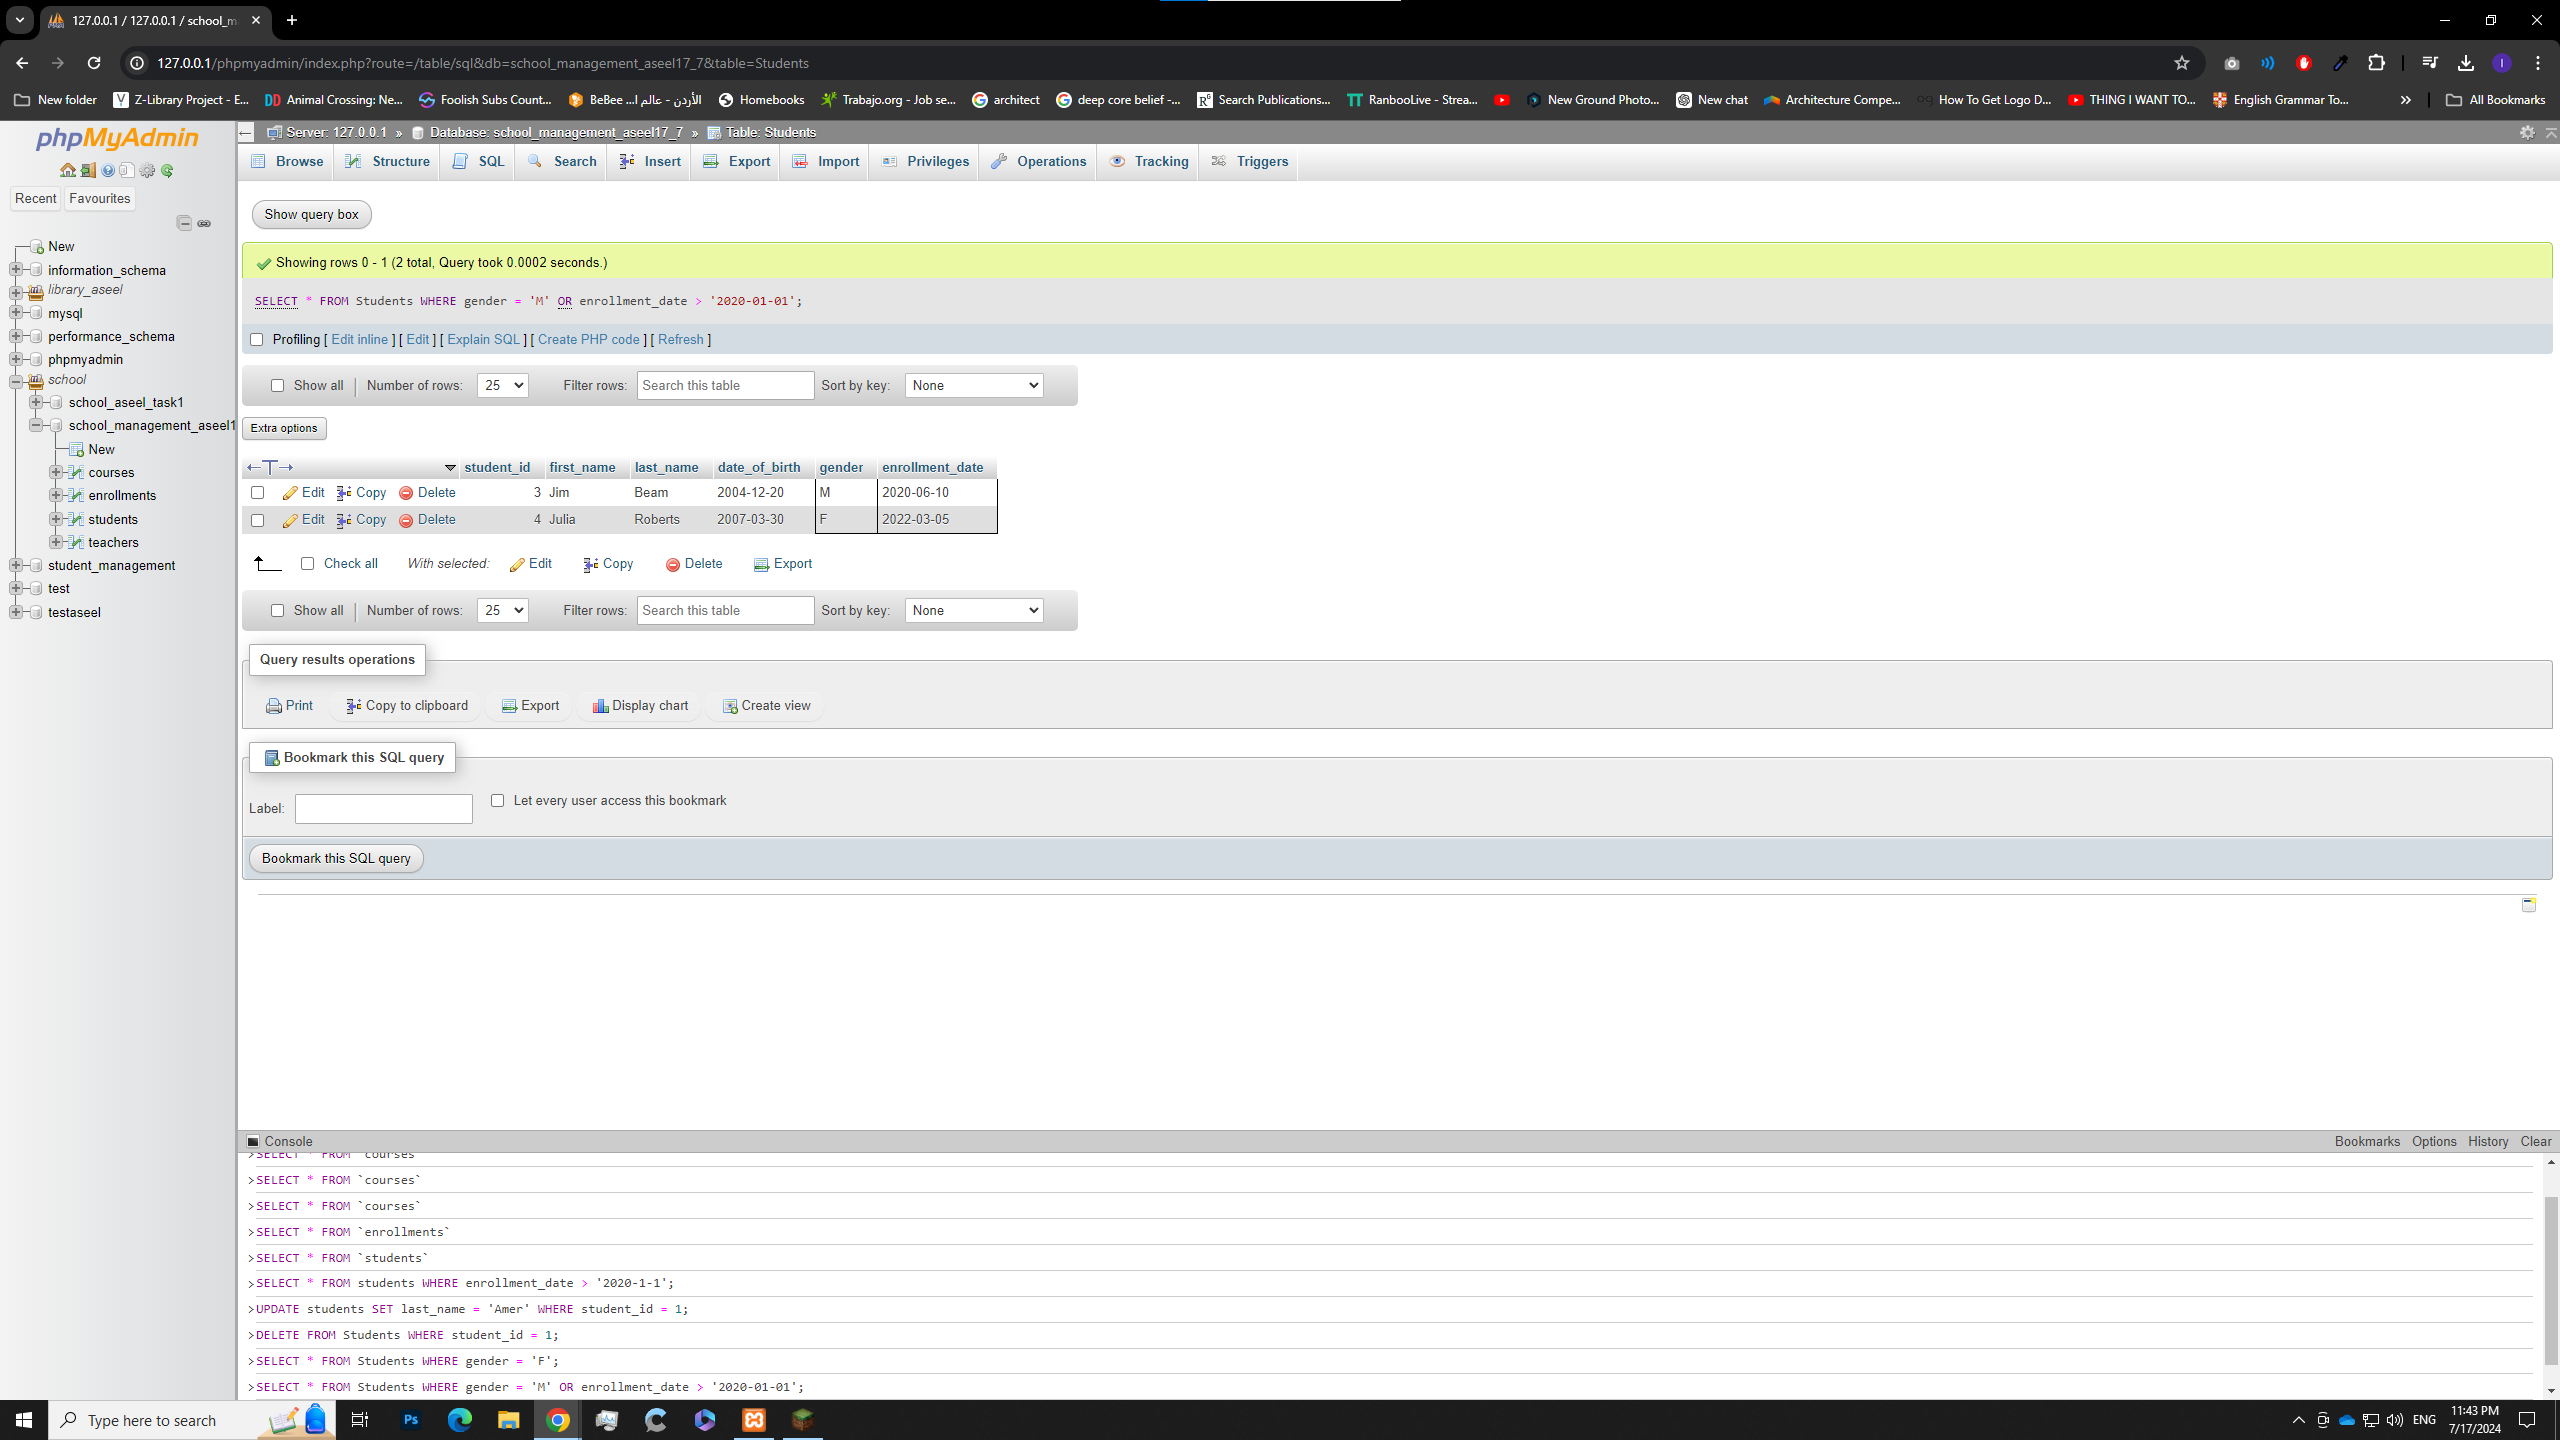 127.0.0.1 / 127.0.0.1 / school_m
127.0.0.1/phpmyadmin/index.php?route=/table/sql&db=school_management_aseel17_7&table=Students
New folder
Z-Library Project - E...
Animal Crossing: Ne...
Foolish Subs Count...
BeBee الأردن - عالم ا...
Homebooks
Trabajo.org - Job se...
architect
deep core belief -...
Search Publications...
RanbooLive - Strea...
New Ground Photo...
New chat
Architecture Compe...
How To Get Logo D...
THING I WANT TO...
English Grammar To...
All Bookmarks
phpMyAdmin
Recent Favourites
New
information_schema
library_aseel
mysql
performance_schema
phpmyadmin
school
school_aseel_task1
school_management_aseel1
New
courses
enrollments
students
teachers
student_management
test
testaseel
Server: 127.0.0.1 » Database: school_management_aseel17_7 » Table: Students
Browse Structure SQL Search Insert Export Import Privileges Operations Tracking Triggers
Show query box
Showing rows 0 - 1 (2 total, Query took 0.0002 seconds.)
SELECT * FROM Students WHERE gender = 'M' OR enrollment_date > '2020-01-01';
Profiling [ Edit inline ] [ Edit ] [ Explain SQL ] [ Create PHP code ] [ Refresh ]
Show all Number of rows: 25 Filter rows: Search this table Sort by key: None
Extra options
student_id first_name last_name date_of_birth gender enrollment_date
Edit Copy Delete 3 Jim Beam 2004-12-20 M 2020-06-10
Edit Copy Delete 4 Julia Roberts 2007-03-30 F 2022-03-05
Check all With selected: Edit Copy Delete Export
Show all Number of rows: 25 Filter rows: Search this table Sort by key: None
Query results operations
Print Copy to clipboard Export Display chart Create view
Bookmark this SQL query
Label: Let every user access this bookmark
Bookmark this SQL query
Console Bookmarks Options History Clear
>SELECT * FROM `courses`
>SELECT * FROM `courses`
>SELECT * FROM `courses`
>SELECT * FROM `enrollments`
>SELECT * FROM `students`
>SELECT * FROM students WHERE enrollment_date > '2020-1-1';
>UPDATE students SET last_name = 'Amer' WHERE student_id = 1;
>DELETE FROM Students WHERE student_id = 1;
>SELECT * FROM Students WHERE gender = 'F';
>SELECT * FROM Students WHERE gender = 'M' OR enrollment_date > '2020-01-01';
Type here to search
Ps
ENG
11:43 PM
7/17/2024